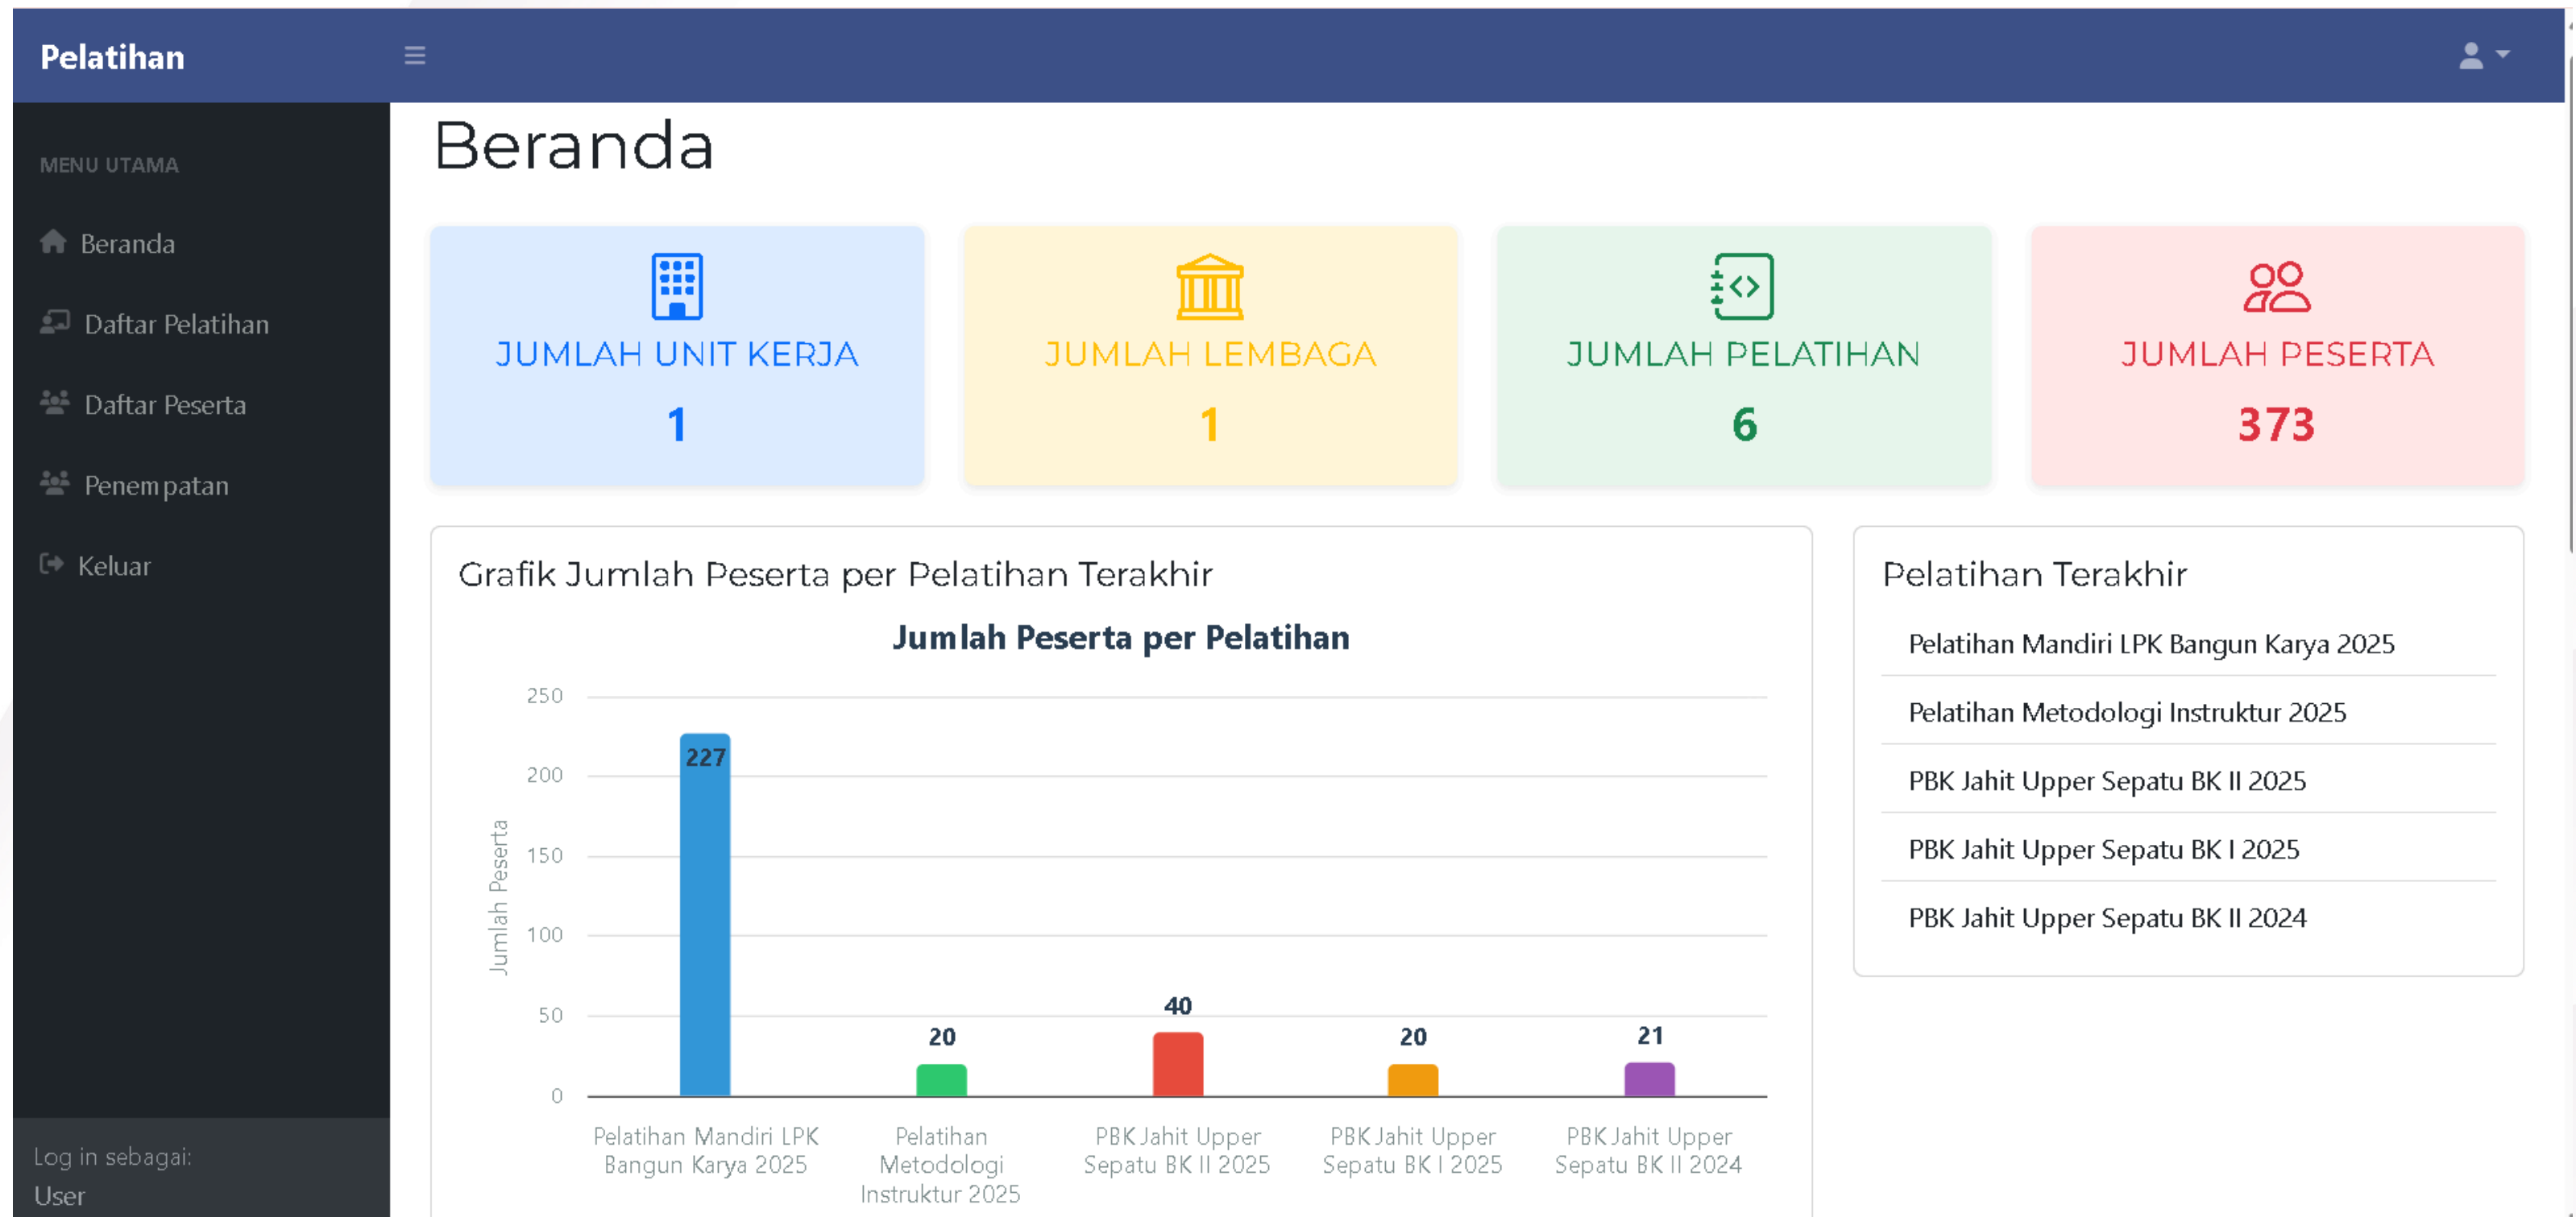 Pelatihan
MENU UTAMA
Beranda
Daftar Pelatihan
Daftar Peserta
Penempatan
Keluar
Log in sebagai:
User
Beranda
JUMLAH UNIT KERJA
1
JUMLAH LEMBAGA
1
JUMLAH PELATIHAN
6
JUMLAH PESERTA
373
Grafik Jumlah Peserta per Pelatihan Terakhir
Jumlah Peserta per Pelatihan
Jumlah Peserta
250
200
150
100
50
0
227
20
40
20
21
Pelatihan Mandiri LPK
Bangun Karya 2025
Pelatihan
Metodologi
Instruktur 2025
PBK Jahit Upper
Sepatu BK II 2025
PBK Jahit Upper
Sepatu BK I 2025
PBK Jahit Upper
Sepatu BK II 2024
Pelatihan Terakhir
Pelatihan Mandiri LPK Bangun Karya 2025
Pelatihan Metodologi Instruktur 2025
PBK Jahit Upper Sepatu BK II 2025
PBK Jahit Upper Sepatu BK I 2025
PBK Jahit Upper Sepatu BK II 2024